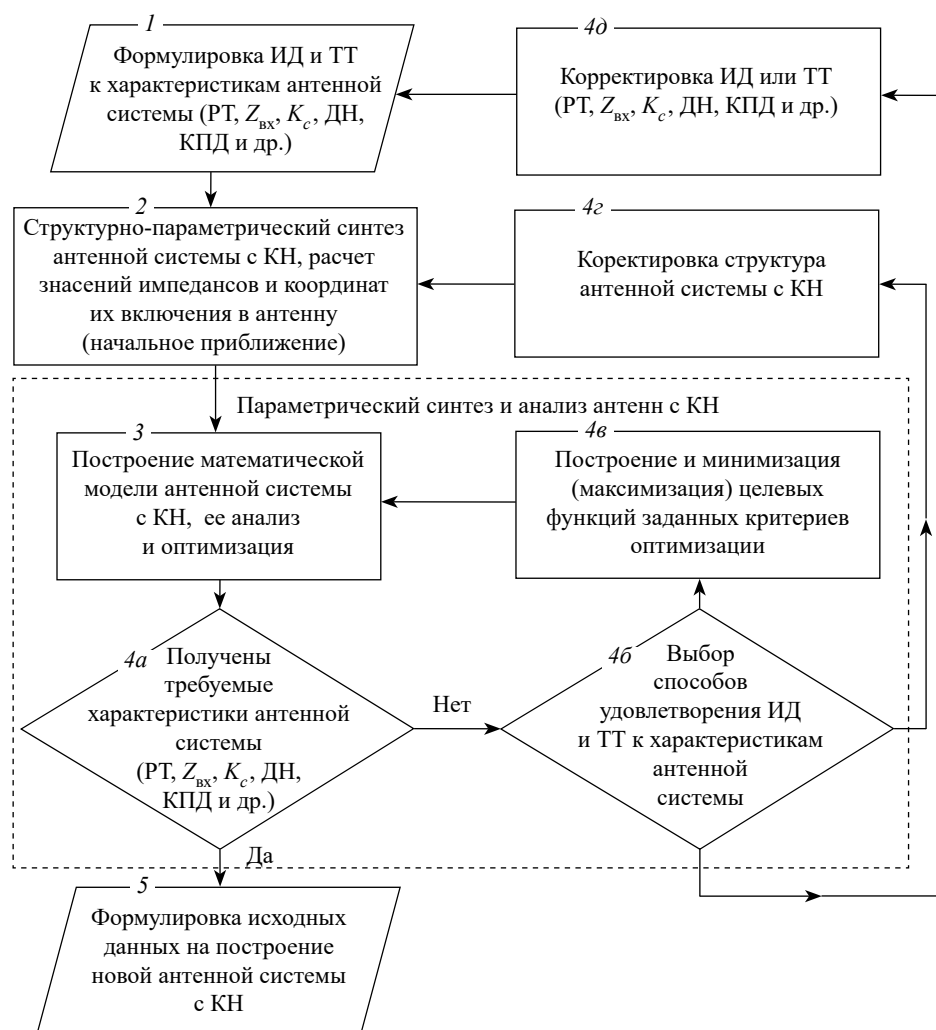 1
Формулировка ИД и ТТ
к характеристикам антенной
системы (РТ, Zвх, Kc, ДН,
КПД и др.)
4д
Корректировка ИД или ТТ
(РТ, Zвх, Kc, ДН, КПД и др.)
2
Структурно-параметрический синтез
антенной системы с КН, расчет
знасений импедансов и координат
их включения в антенну
(начальное приближение)
4г
Коректировка структура
антенной системы с КН
Параметрический синтез и анализ антенн с КН
3
Построение математической
модели антенной системы
с КН, ее анализ
и оптимизация
4в
Построение и минимизация
(максимизация) целевых
функций заданных критериев
оптимизации
4а
Получены
требуемые
характеристики антенной
системы
(РТ, Zвх, Kc, ДН,
КПД и др.)
Нет
4б
Выбор
способов
удовлетворения ИД
и ТТ к характеристикам
антенной
системы
Да
5
Формулировка исходных
данных на построение
новой антенной системы
с КН